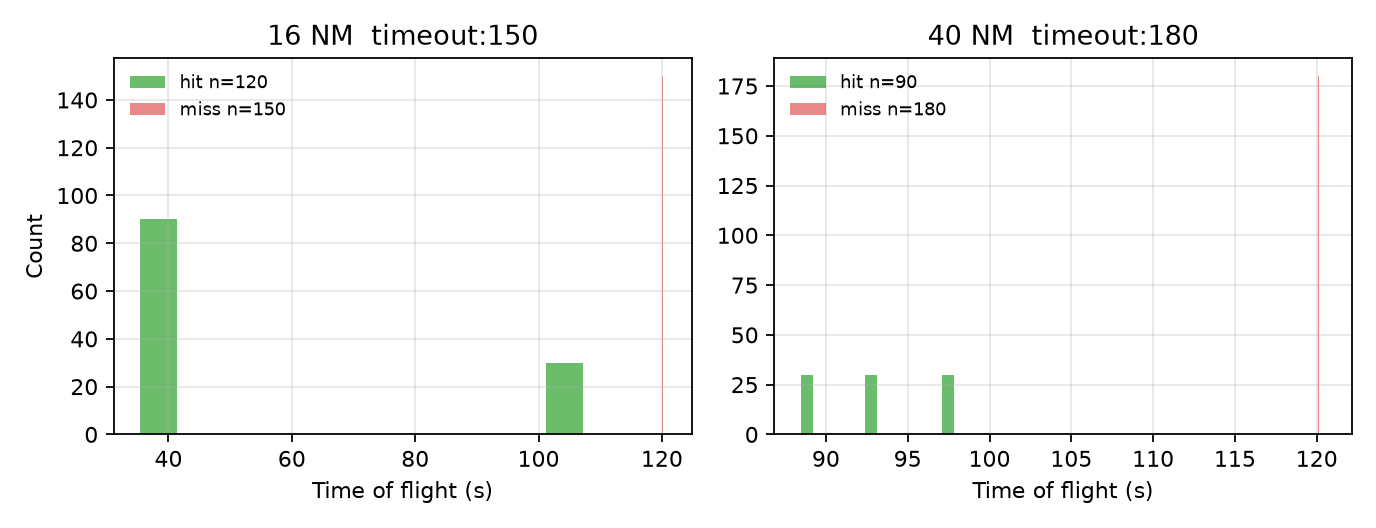 16 NM  timeout:150
hit n=120
miss n=150
140
120
100
80
60
40
20
0
Count
40 60 80 100 120
Time of flight (s)
40 NM  timeout:180
hit n=90
miss n=180
175
150
125
100
75
50
25
0
90 95 100 105 110 115 120
Time of flight (s)